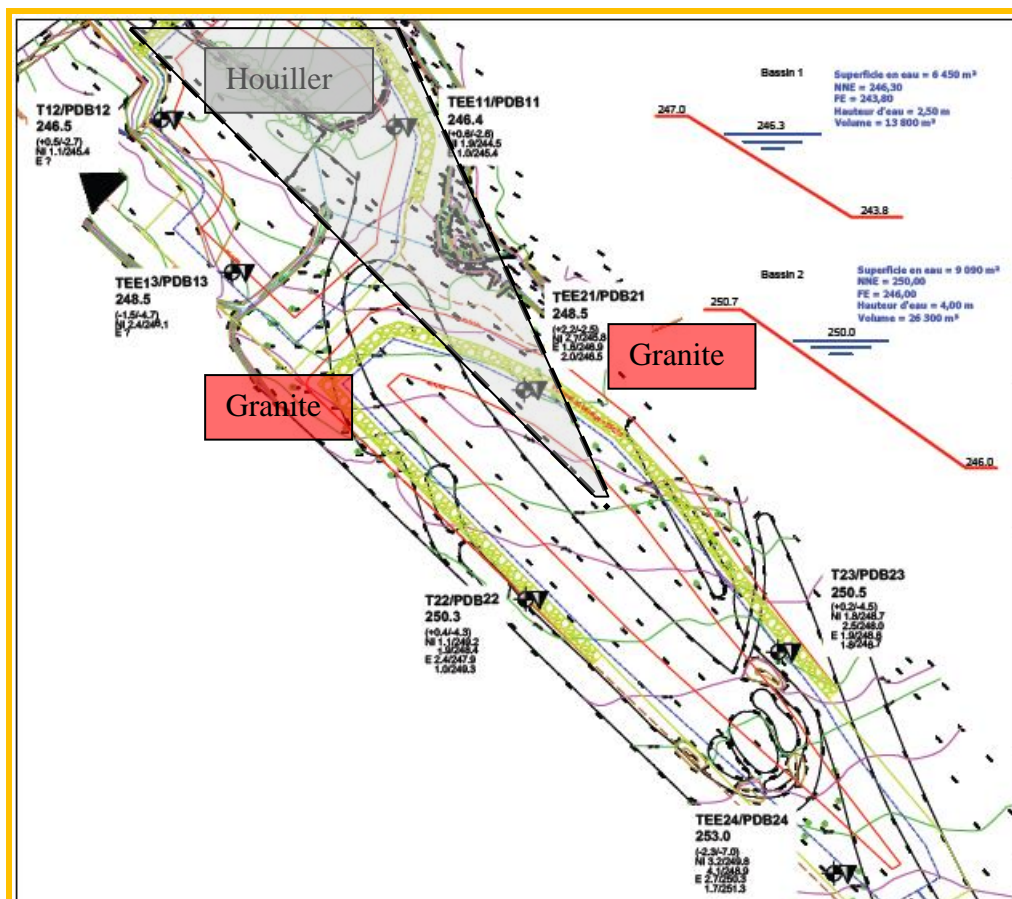 Houiller
T12/PDB12
246.5
(+0.5/-2.7)
NI 1.1/245.4
E ?
TEE11/PDB11
246.4
(+0.6/-2.6)
NI 1.9/244.5
E 1.0/245.4
Bassin 1
Superficie en eau = 6 450 m²
NNE = 246,30
FE = 243,80
Hauteur d'eau = 2,50 m
Volume = 13 800 m³
247.0
246.3
243.8
TEE13/PDB13
248.5
(-1.5/-4.7)
E ?
TEE21/PDB21
248.5
(+2.2/-2.5)
2.0/246.5
Granite
Granite
Bassin 2
Superficie en eau = 9 090 m²
NNE = 250,00
FE = 246,00
Hauteur d'eau = 4,00 m
Volume = 26 300 m³
250.7
250.0
246.0
T22/PDB22
250.3
(+0.4/-4.3)
NI 1.1/249.2
1.9/248.4
E 2.4/247.9
1.0/249.3
T23/PDB23
250.5
(+0.2/-4.5)
NI 1.8/248.7
2.5/248.0
E 1.9/248.6
1.8/248.7
TEE24/PDB24
253.0
(-2.3/-7.0)
NI 3.2/249.8
4.1/248.9
E 2.7/250.3
1.7/251.3